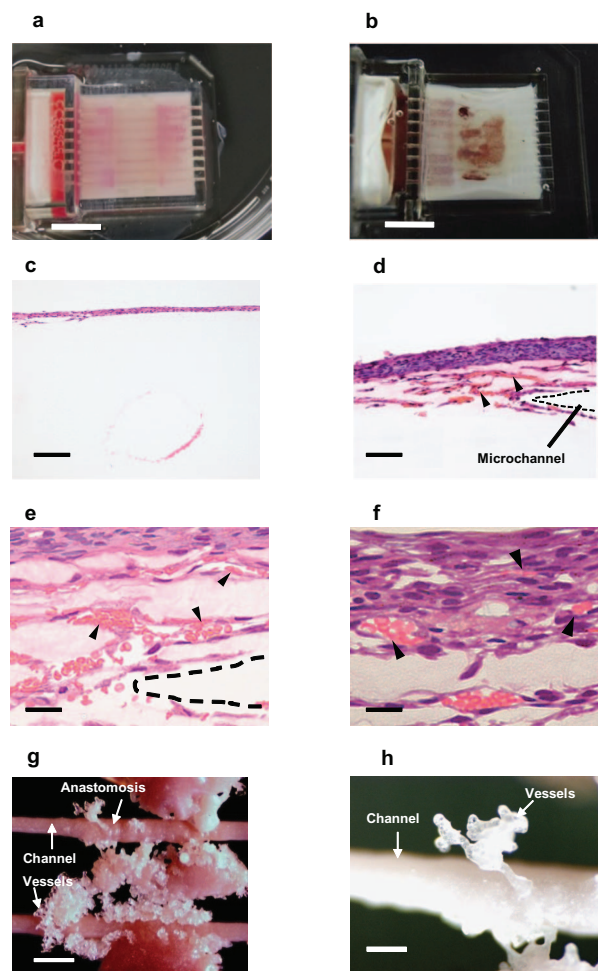 a
b
c
d
Microchannel
e
f
g
Anastomosis
Channel
Vessels
h
Vessels
Channel